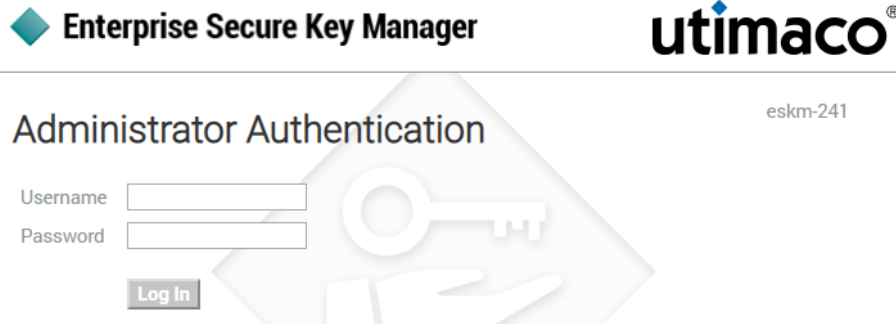 Enterprise Secure Key Manager
utimaco®
eskm-241
Administrator Authentication
Username
Password
Log In